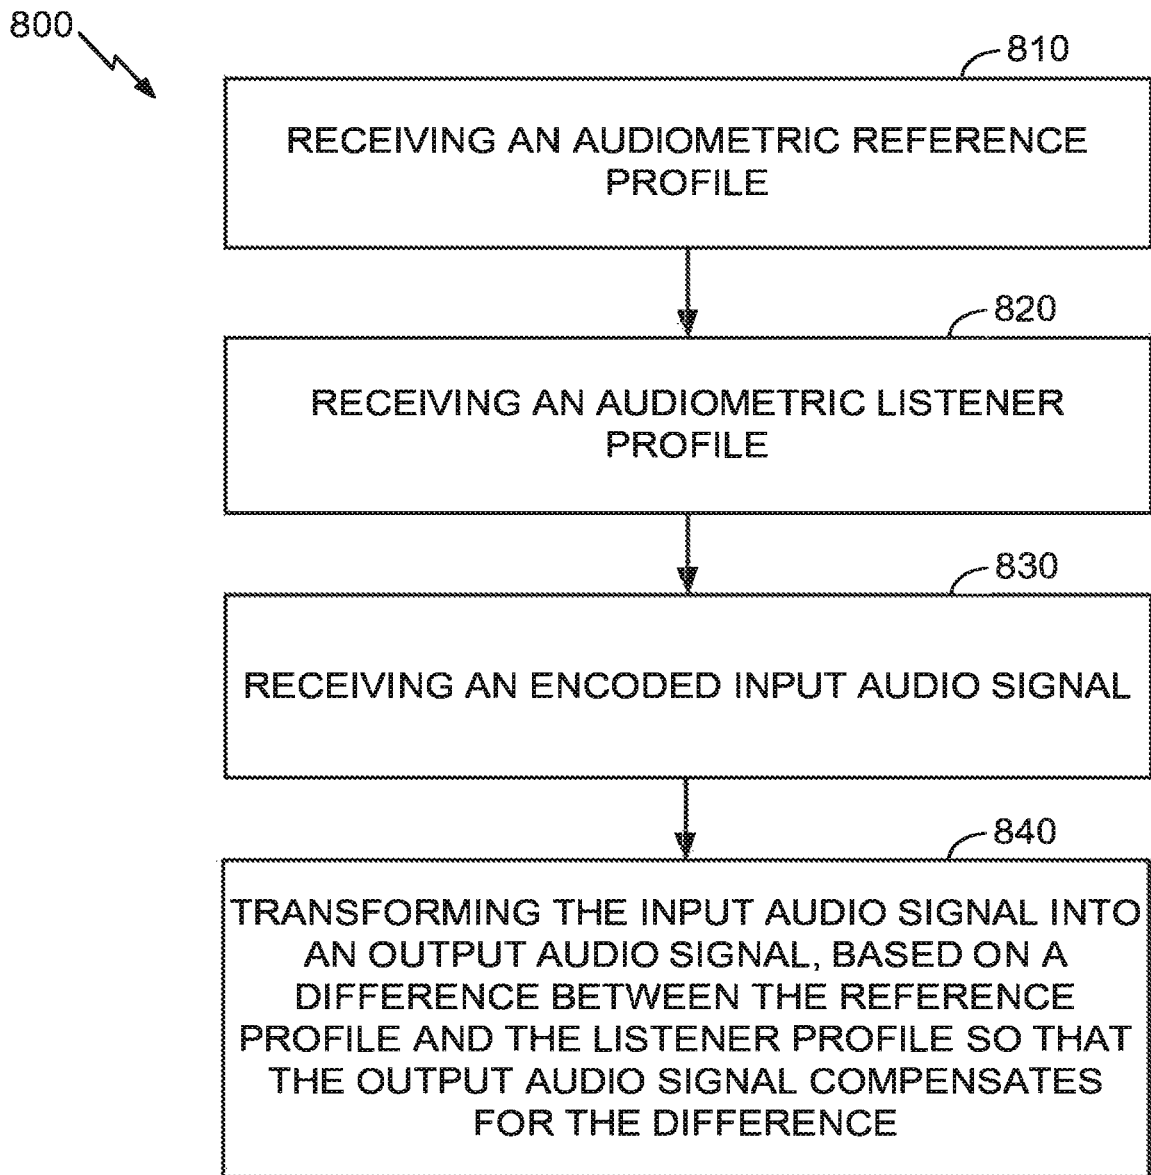 800
810
RECEIVING AN AUDIOMETRIC REFERENCE
PROFILE
820
RECEIVING AN AUDIOMETRIC LISTENER
PROFILE
830
RECEIVING AN ENCODED INPUT AUDIO SIGNAL
840
TRANSFORMING THE INPUT AUDIO SIGNAL INTO
AN OUTPUT AUDIO SIGNAL, BASED ON A
DIFFERENCE BETWEEN THE REFERENCE
PROFILE AND THE LISTENER PROFILE SO THAT
THE OUTPUT AUDIO SIGNAL COMPENSATES
FOR THE DIFFERENCE